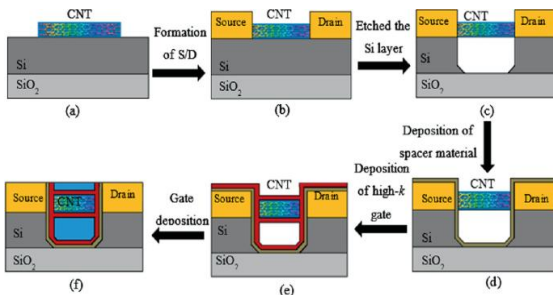 CNT
Si
SiO2
(a)
Formation
of S/D
Source
CNT
Drain
Si
SiO2
(b)
Etched the
Si layer
Source
CNT
Drain
Si
SiO2
(c)
Deposition of
spacer material
CNT
Source
Drain
Si
SiO2
(d)
Deposition
of high-k
gate
CNT
Source
Drain
Si
SiO2
(e)
Gate
deposition
Source
CNT
Drain
Si
SiO2
(f)